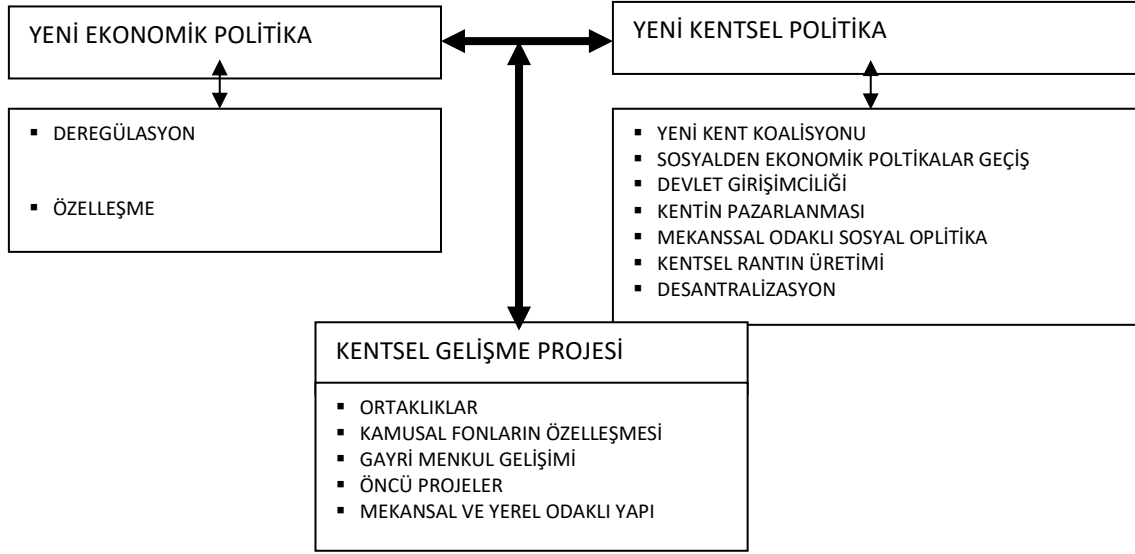 YENİ EKONOMİK POLİTİKA
▪ DEREGÜLASYON
▪ ÖZELLEŞME
YENİ KENTSEL POLİTİKA
▪ YENİ KENT KOALİSYONU
▪ SOSYALDEN EKONOMİK POLTİKALAR GEÇİŞ
▪ DEVLET GİRİŞİMCİLİĞİ
▪ KENTİN PAZARLANMASI
▪ MEKANSSAL ODAKLI SOSYAL OPLİTİKA
▪ KENTSEL RANTIN ÜRETİMİ
▪ DESANTRALİZASYON
KENTSEL GELİŞME PROJESİ
▪ ORTAKLIKLAR
▪ KAMUSAL FONLARIN ÖZELLEŞMESİ
▪ GAYRİ MENKUL GELİŞİMİ
▪ ÖNCÜ PROJELER
▪ MEKANSAL VE YEREL ODAKLI YAPI